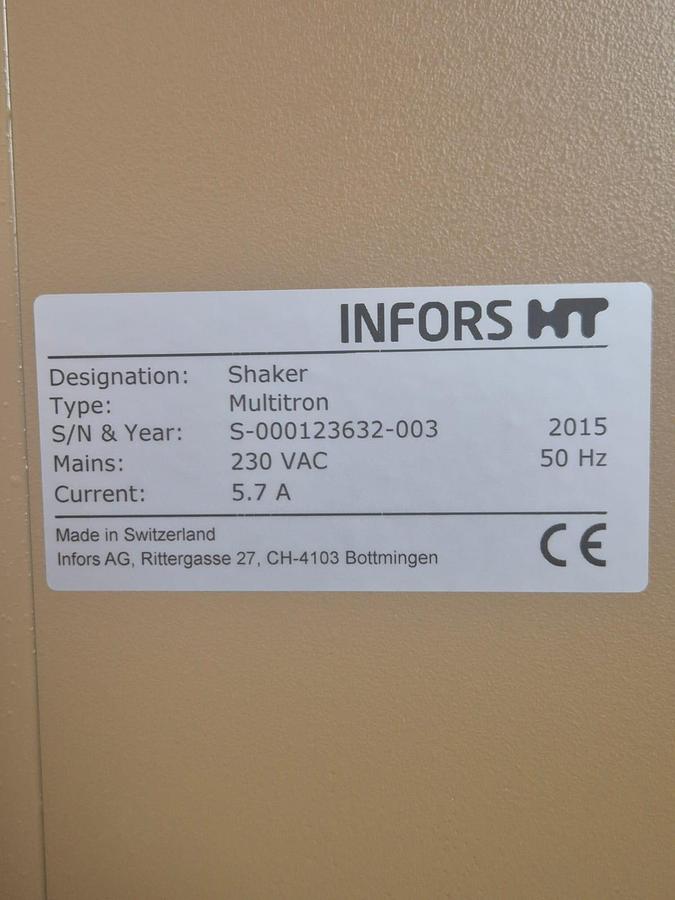 INFORS HT
Designation: Shaker
Type: Multitron
S/N & Year: S-000123632-003 2015
Mains: 230 VAC 50 Hz
Current: 5.7 A
Made in Switzerland
Infors AG, Rittergasse 27, CH-4103 Bottmingen
CE